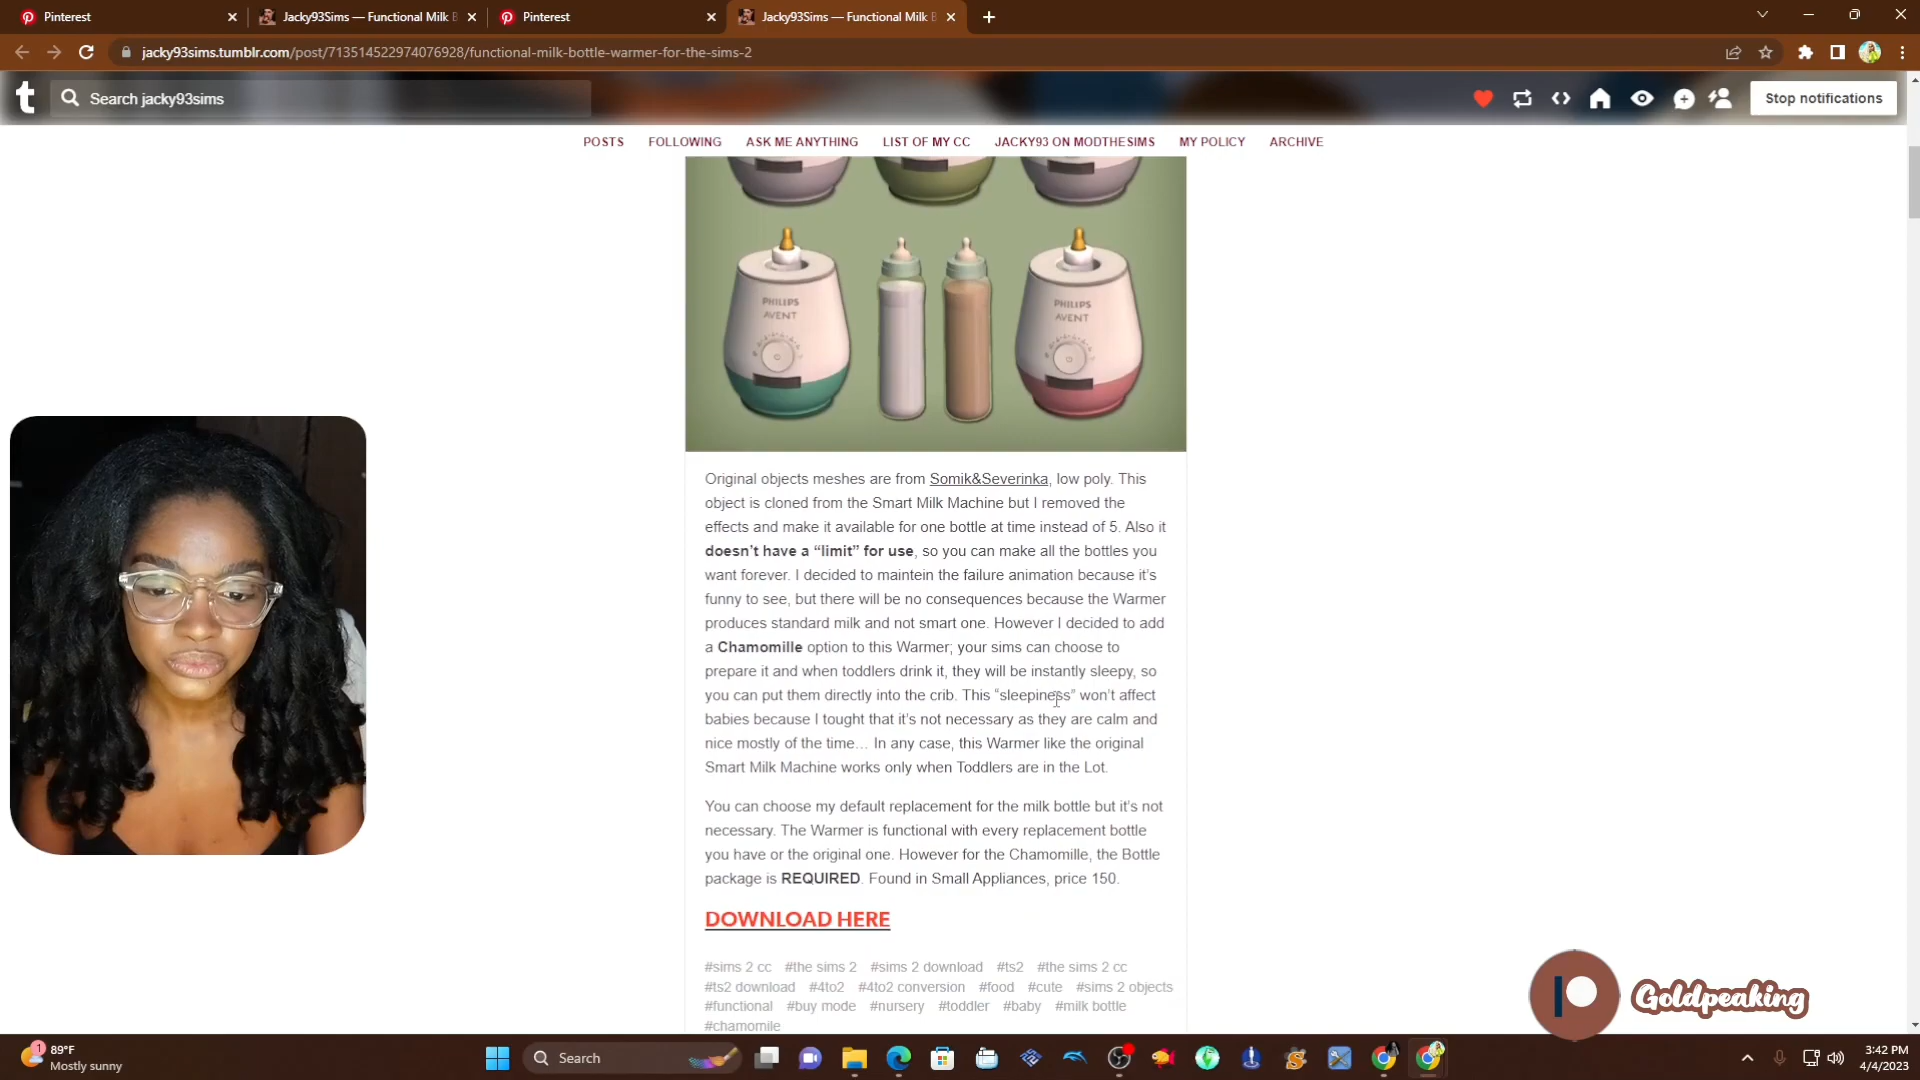 Pinterest
Jacky93Sims — Functional Milk B
Pinterest
Jacky93Sims — Functional Milk B
jacky93sims.tumblr.com/post/713514522974076928/functional-milk-bottle-warmer-for-the-sims-2
t Search jacky93sims
Stop notifications
POSTS FOLLOWING ASK ME ANYTHING LIST OF MY CC JACKY93 ON MODTHESIMS MY POLICY ARCHIVE
PHILIPS
AVENT
PHILIPS
AVENT
Original objects meshes are from Somik&Severinka, low poly. This
object is cloned from the Smart Milk Machine but I removed the
effects and make it available for one bottle at time instead of 5. Also it
doesn't have a “limit” for use, so you can make all the bottles you
want forever. I decided to maintein the failure animation because it's
funny to see, but there will be no consequences because the Warmer
produces standard milk and not smart one. However I decided to add
a Chamomille option to this Warmer; your sims can choose to
prepare it and when toddlers drink it, they will be instantly sleepy, so
you can put them directly into the crib. This “sleepiness” won't affect
babies because I tought that it's not necessary as they are calm and
nice mostly of the time… In any case, this Warmer like the original
Smart Milk Machine works only when Toddlers are in the Lot.
You can choose my default replacement for the milk bottle but it's not
necessary. The Warmer is functional with every replacement bottle
you have or the original one. However for the Chamomille, the Bottle
package is REQUIRED. Found in Small Appliances, price 150.
DOWNLOAD HERE
#sims 2 cc #the sims 2 #sims 2 download #ts2 #the sims 2 cc
#ts2 download #4to2 #4to2 conversion #food #cute #sims 2 objects
#functional #buy mode #nursery #toddler #baby #milk bottle
#chamomile
Goldpeaking
1
89°F
Mostly sunny
Search
3:42 PM
4/4/2023